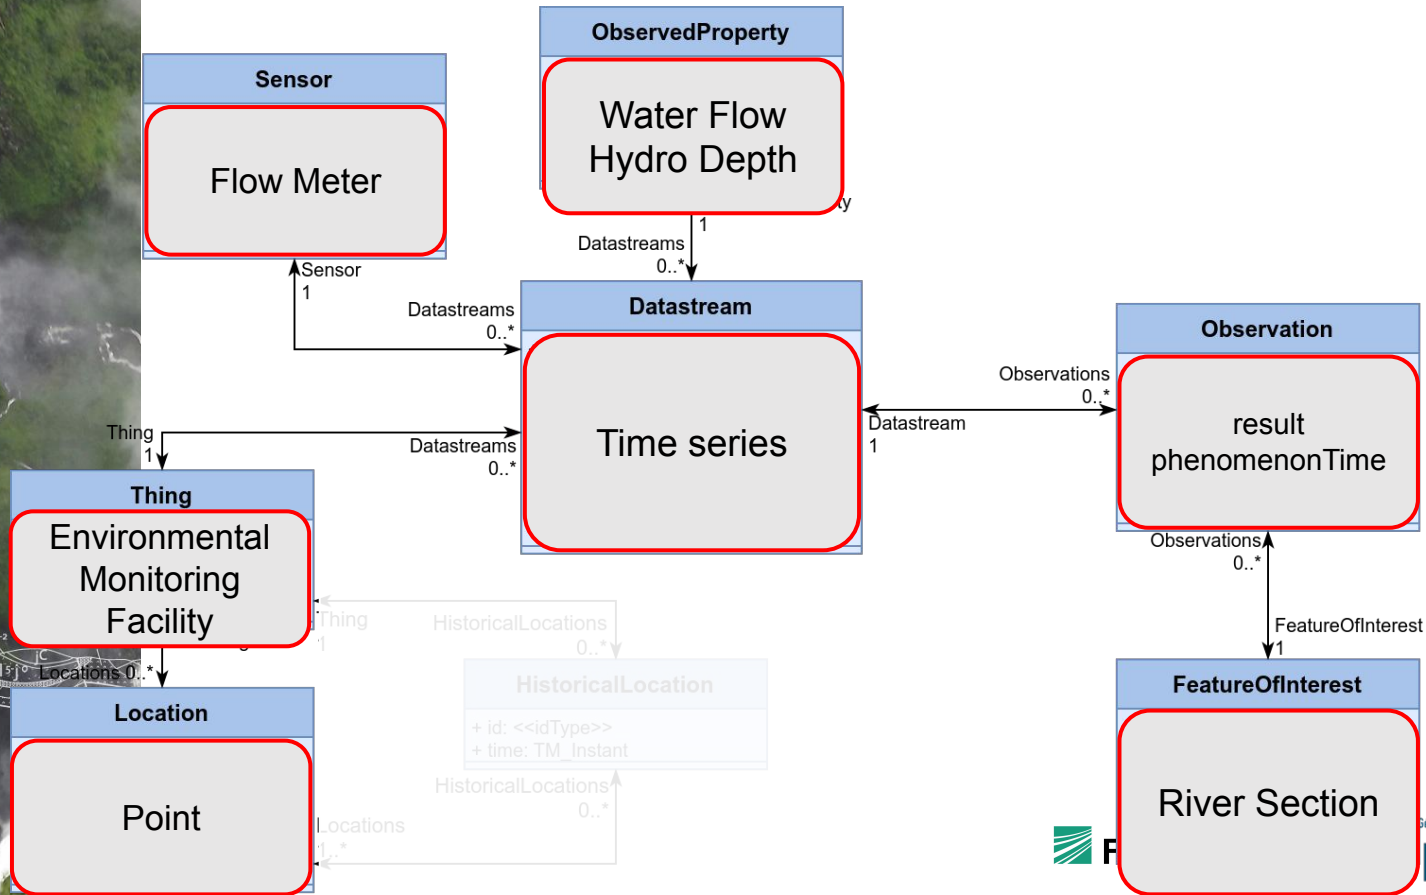 ObservedProperty
Water Flow
Hydro Depth
ty
1
Datastreams
0..*
Sensor
Flow Meter
Sensor
1
Datastreams
0..*
Datastream
Time series
Observations
0..*
Datastream
1
Observation
result
phenomenonTime
Thing
1
Datastreams
0..*
Thing
Environmental
Monitoring
Facility
Thing
1
HistoricalLocations
0..*
Locations 0..*
HistoricalLocation
+ id: <<idType>>
+ time: TM_Instant
HistoricalLocations
0..*
Location
Point
Locations
1..*
Observations
0..*
FeatureOfInterest
1
FeatureOfInterest
River Section
F